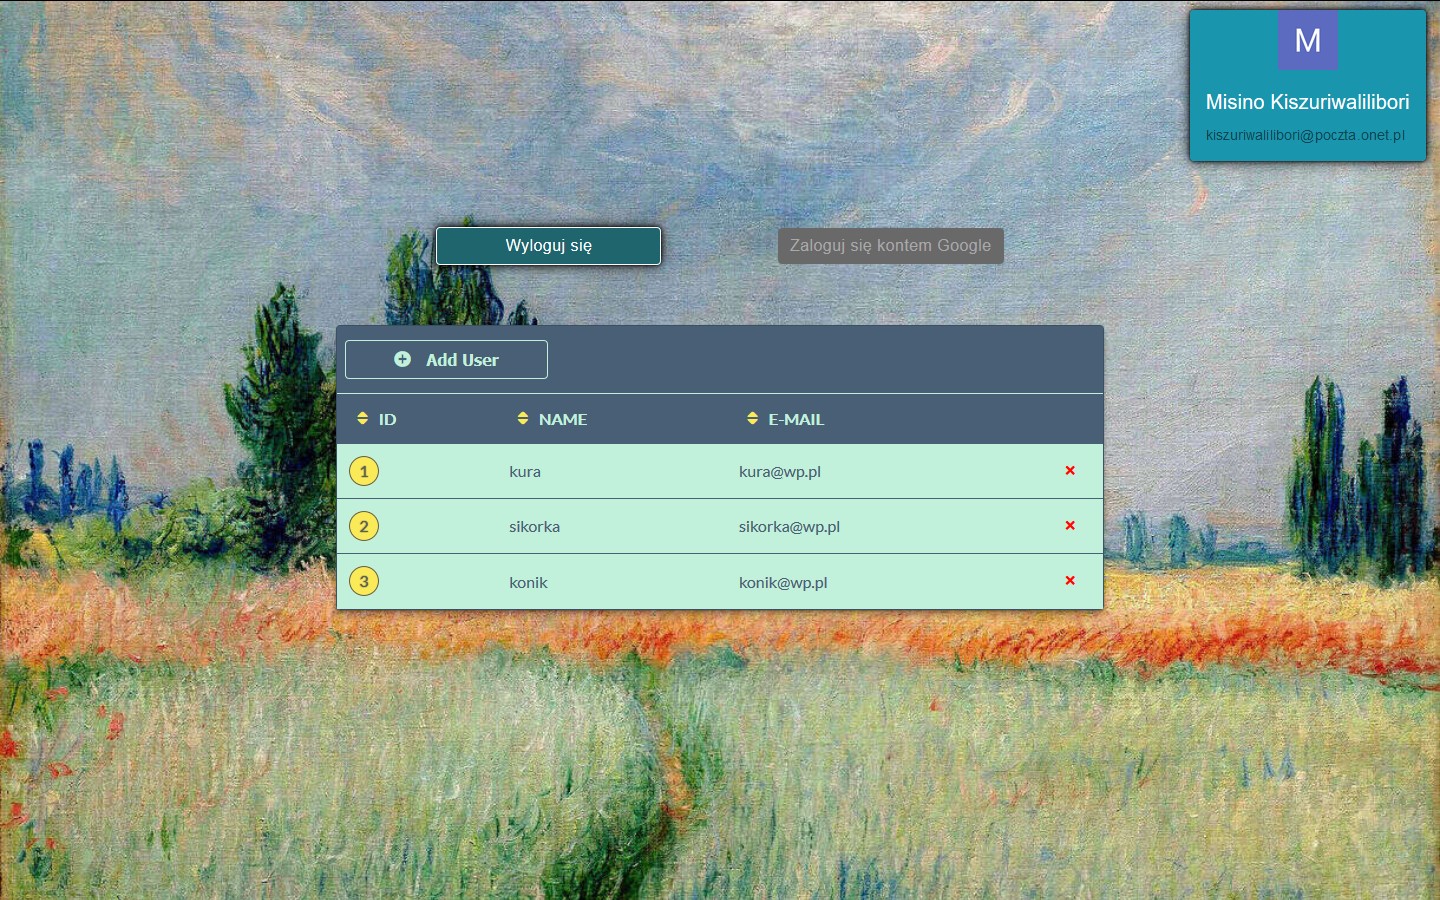 M
Misino Kiszuriwalilibori
kiszuriwalilibori@poczta.onet.pl
Wyloguj się
Zaloguj się kontem Google
Add User
ID NAME E-MAIL
1 kura kura@wp.pl
2 sikorka sikorka@wp.pl
3 konik konik@wp.pl